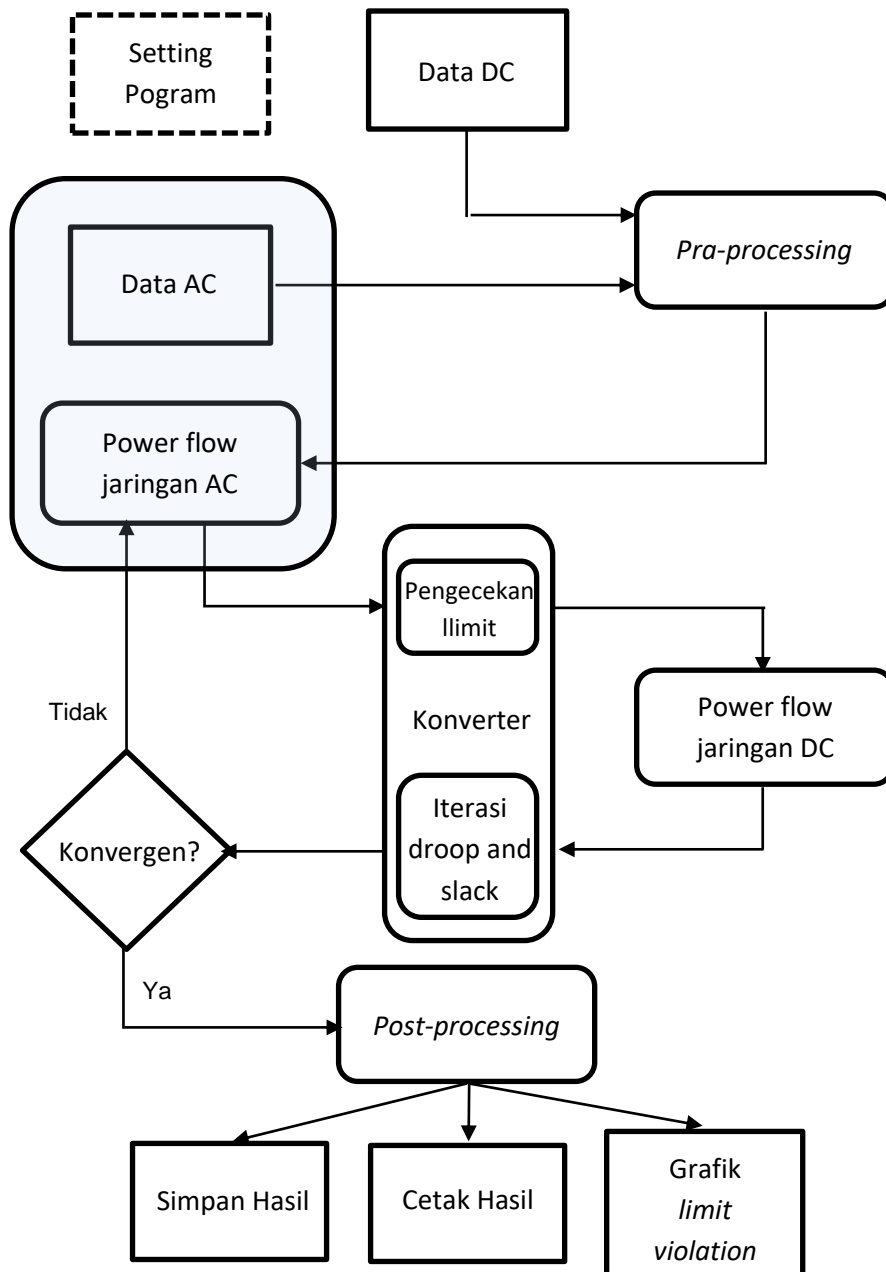 Setting
Pogram
Data DC
Pra-processing
Data AC
Power flow
jaringan AC
Pengecekan
llimit
Konverter
Iterasi
droop and
slack
Power flow
jaringan DC
Tidak
Konvergen?
Ya
Post-processing
Simpan Hasil
Cetak Hasil
Grafik
limit
violation